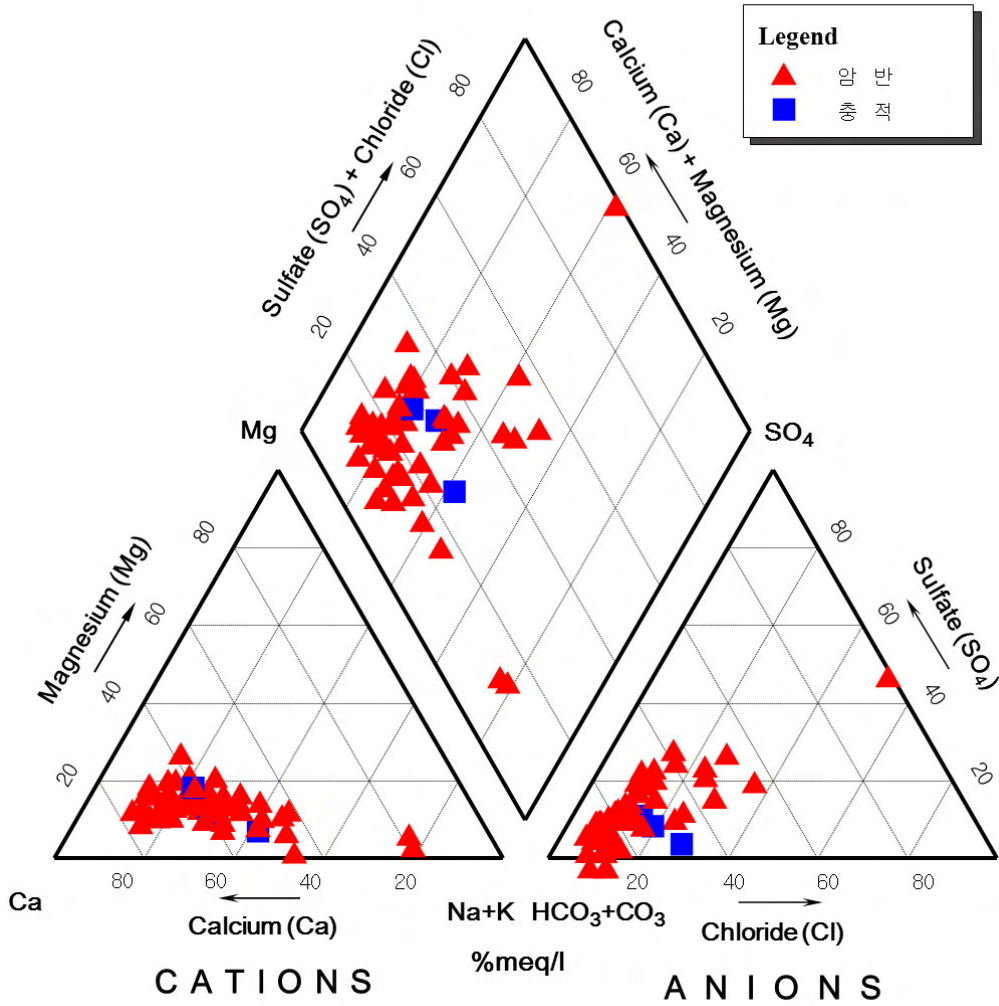 Legend
암 반
충 적
Sulfate (SO4) + Chloride (Cl)
Calcium (Ca) + Magnesium (Mg)
80
60
40
20
80
60
40
20
Mg
SO4
Magnesium (Mg)
80
60
40
20
Sulfate (SO4)
80
60
40
20
80
60
40
20
20
40
60
80
Ca
Calcium (Ca)
Na+K
HCO3+CO3
Chloride (Cl)
%meq/l
CATIONS
ANIONS